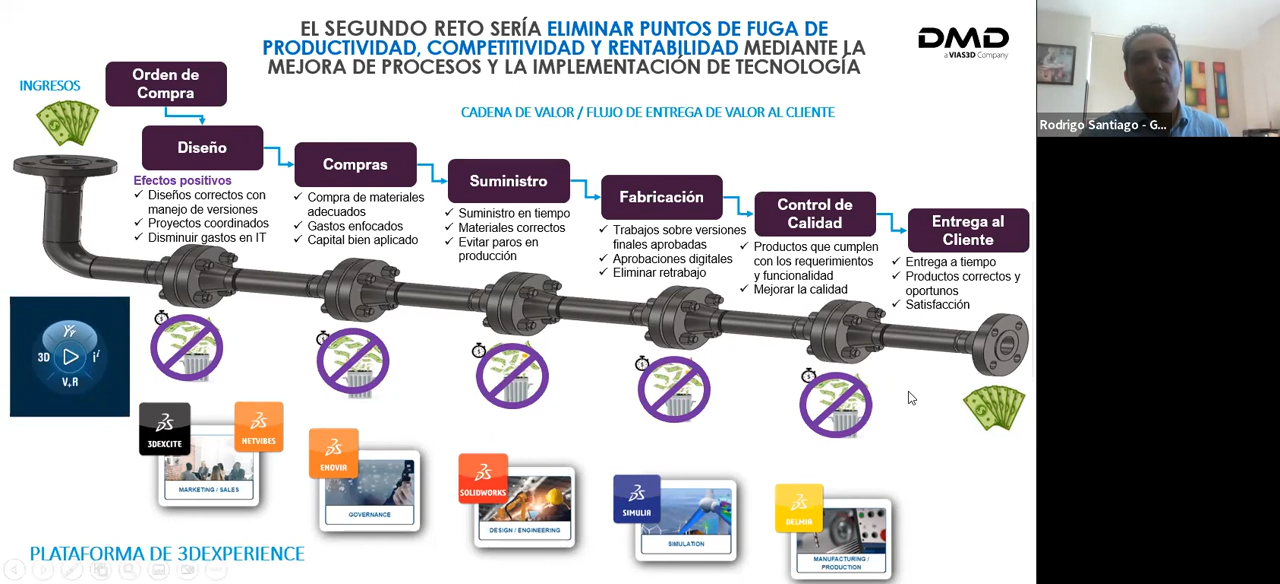 EL SEGUNDO RETO SERÍA ELIMINAR PUNTOS DE FUGA DE
PRODUCTIVIDAD, COMPETITIVIDAD Y RENTABILIDAD MEDIANTE LA
MEJORA DE PROCESOS Y LA IMPLEMENTACIÓN DE TECNOLOGÍA
DMD
a VIAS3D Company
Rodrigo Santiago - G...
INGRESOS
CADENA DE VALOR / FLUJO DE ENTREGA DE VALOR AL CLIENTE
Orden de
Compra
Diseño
Efectos positivos
✓ Diseños correctos con
manejo de versiones
✓ Proyectos coordinados
✓ Disminuir gastos en IT
Compras
✓ Compra de materiales
adecuados
✓ Gastos enfocados
✓ Capital bien aplicado
Suministro
✓ Suministro en tiempo
✓ Materiales correctos
✓ Evitar paros en
producción
Fabricación
✓ Trabajos sobre versiones
finales aprobadas
✓ Aprobaciones digitales
✓ Eliminar retrabajo
Control de
Calidad
✓ Productos que cumplen
con los requerimientos
y funcionalidad
✓ Mejorar la calidad
Entrega al
Cliente
✓ Entrega a tiempo
✓ Productos correctos y
oportunos
✓ Satisfacción
3D
V,R
3DEXCITE
NETVIBES
MARKETING / SALES
ENOVIA
GOVERNANCE
SOLIDWORKS
DESIGN / ENGINEERING
SIMULIA
SIMULATION
DELMIA
MANUFACTURING /
PRODUCTION
PLATAFORMA DE 3DEXPERIENCE